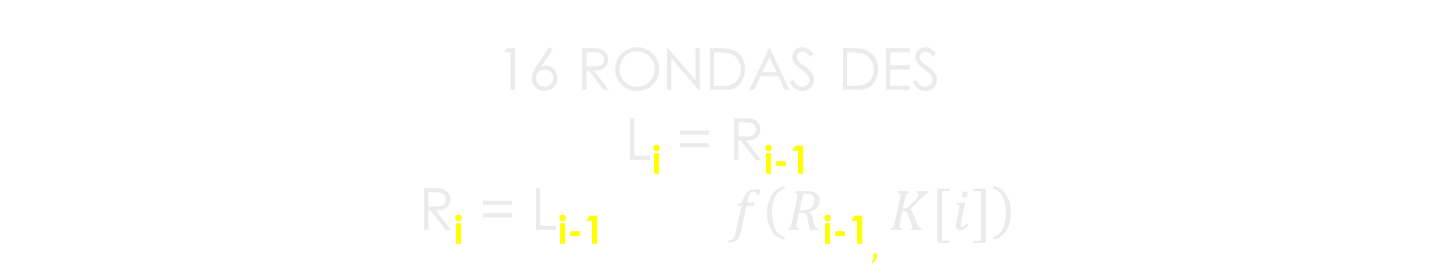 16 RONDAS DES
Lᵢ = Rᵢ₋₁
Rᵢ = Lᵢ₋₁ f(Rᵢ₋₁, K[i])